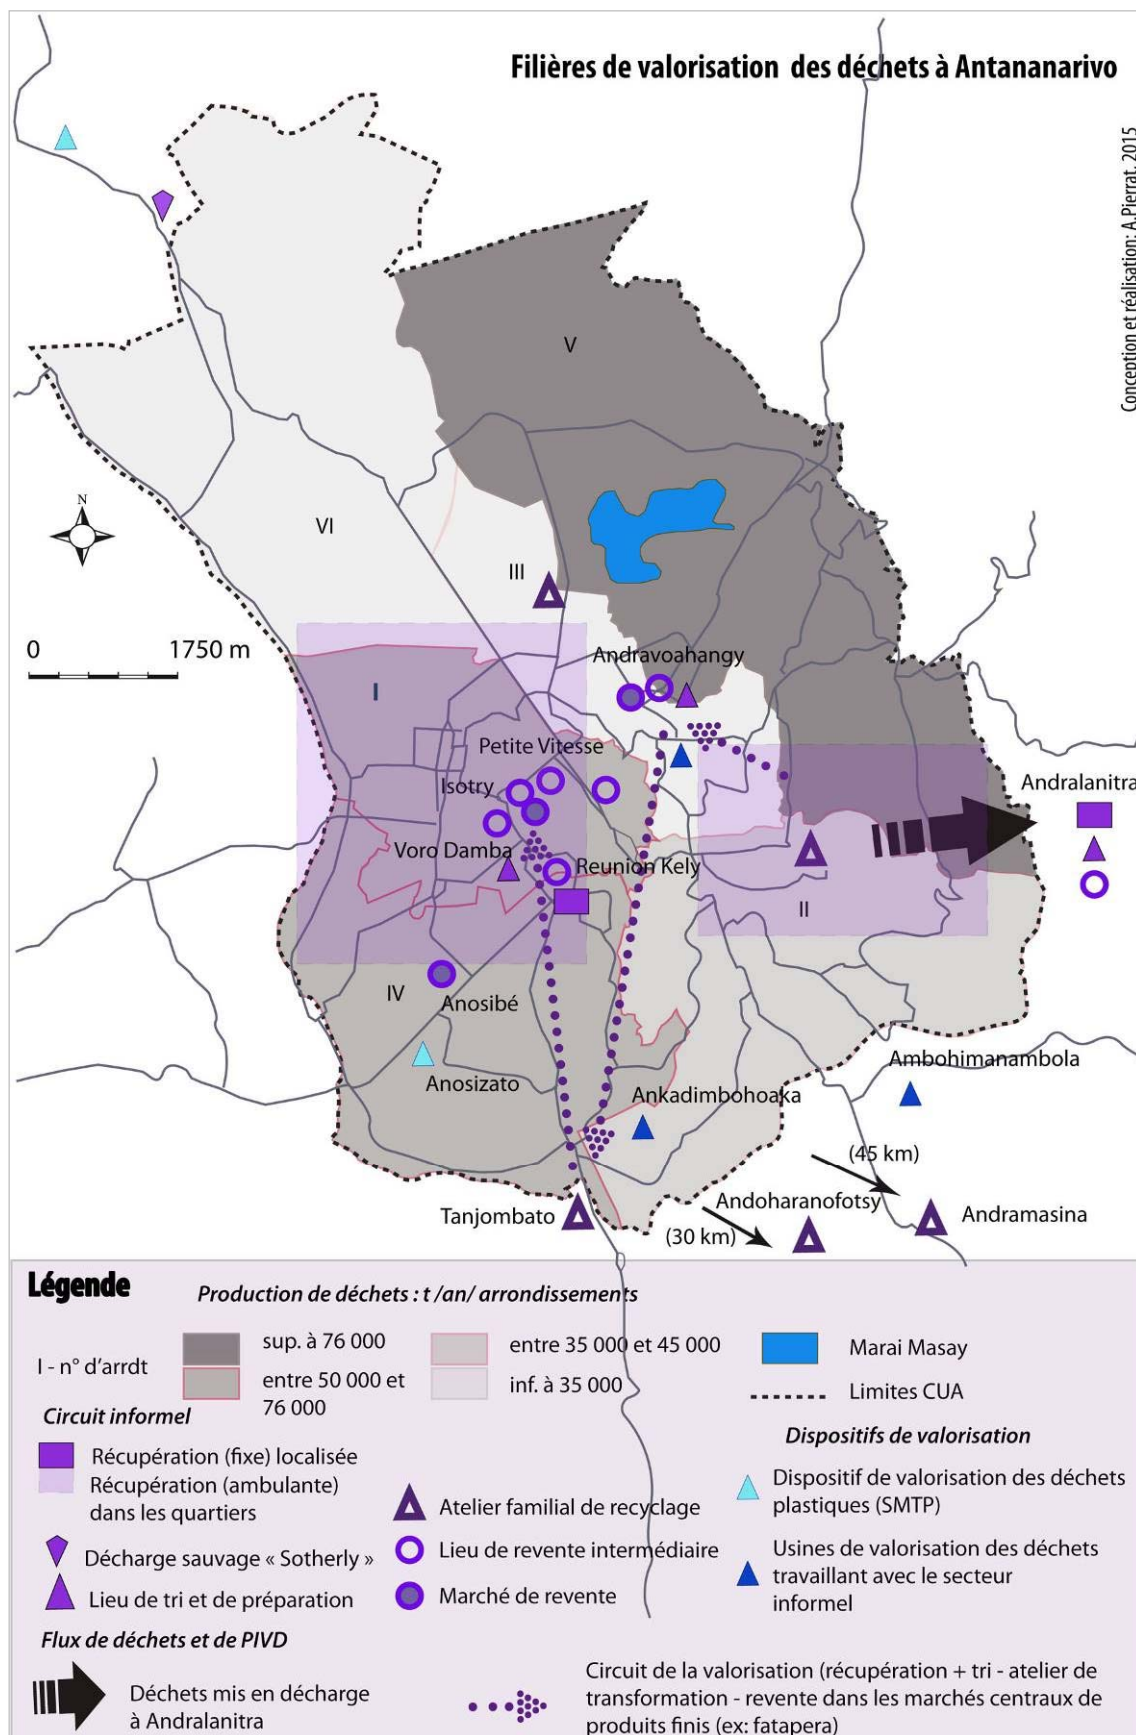 Filières de valorisation des déchets à Antananarivo
Conception et réalisation: A.Pierrat, 2015
V
N
VI
III
0 1750 m
Andravoahangy
I
Petite Vitesse
Isotry
Andralanitra
Voro Damba
Reunion Kely
II
IV
Anosibé
Ambohimanambola
Anosizato
Ankadimbohoaka
(45 km)
Andoharanofotsy
Tanjombato
Andramasina
(30 km)
Légende
Production de déchets : t /an/ arrondissements
I - n° d'arrdt
sup. à 76 000
entre 50 000 et
76 000
entre 35 000 et 45 000
inf. à 35 000
Marai Masay
Limites CUA
Circuit informel
Récupération (fixe) localisée
Récupération (ambulante)
dans les quartiers
Décharge sauvage « Sotherly »
Lieu de tri et de préparation
Atelier familial de recyclage
Lieu de revente intermédiaire
Marché de revente
Dispositifs de valorisation
Dispositif de valorisation des déchets
plastiques (SMTP)
Usines de valorisation des déchets
travaillant avec le secteur
informel
Flux de déchets et de PIVD
Déchets mis en décharge
à Andralanitra
Circuit de la valorisation (récupération + tri - atelier de
transformation - revente dans les marchés centraux de
produits finis (ex: fatapera)